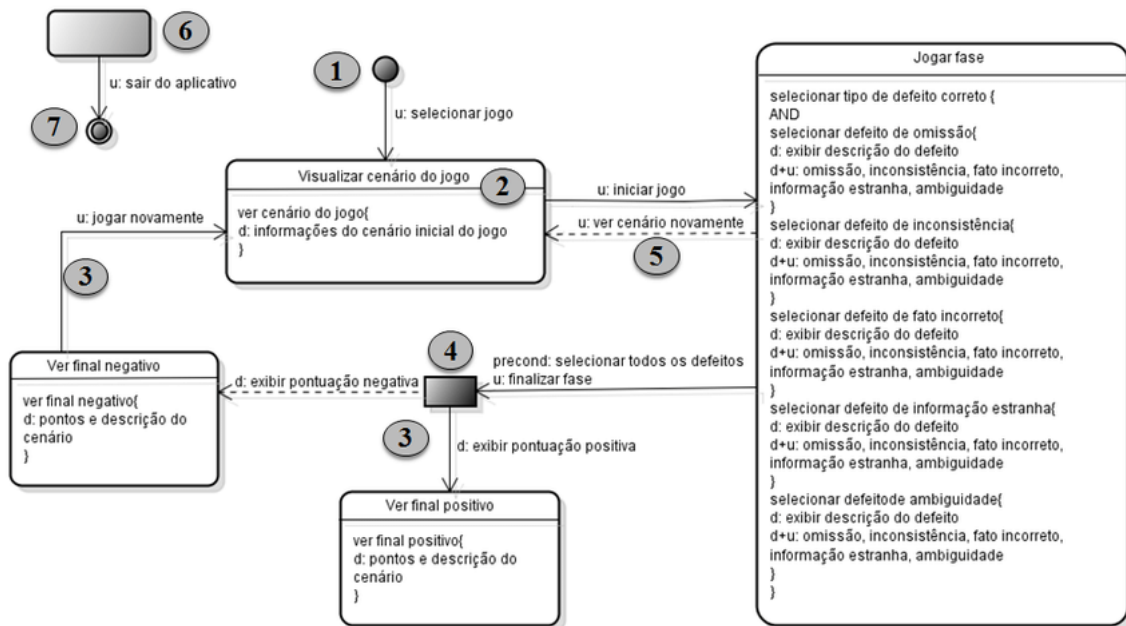 6
u: sair do aplicativo
7
1
u: selecionar jogo
Visualizar cenário do jogo
2
ver cenário do jogo{
d: informações do cenário inicial do jogo
}
u: iniciar jogo
u: ver cenário novamente
5
u: jogar novamente
3
Ver final negativo
ver final negativo{
d: pontos e descrição do
cenário
}
d: exibir pontuação negativa
4
precond: selecionar todos os defeitos
u: finalizar fase
3
d: exibir pontuação positiva
Ver final positivo
ver final positivo{
d: pontos e descrição do
cenário
}
Jogar fase
selecionar tipo de defeito correto {
AND
selecionar defeito de omissão{
d: exibir descrição do defeito
d+u: omissão, inconsistência, fato incorreto,
informação estranha, ambiguidade
}
selecionar defeito de inconsistência{
d: exibir descrição do defeito
d+u: omissão, inconsistência, fato incorreto,
informação estranha, ambiguidade
}
selecionar defeito de fato incorreto{
d: exibir descrição do defeito
d+u: omissão, inconsistência, fato incorreto,
informação estranha, ambiguidade
}
selecionar defeito de informação estranha{
d: exibir descrição do defeito
d+u: omissão, inconsistência, fato incorreto,
informação estranha, ambiguidade
}
selecionar defeitode ambiguidade{
d: exibir descrição do defeito
d+u: omissão, inconsistência, fato incorreto,
informação estranha, ambiguidade
}
}